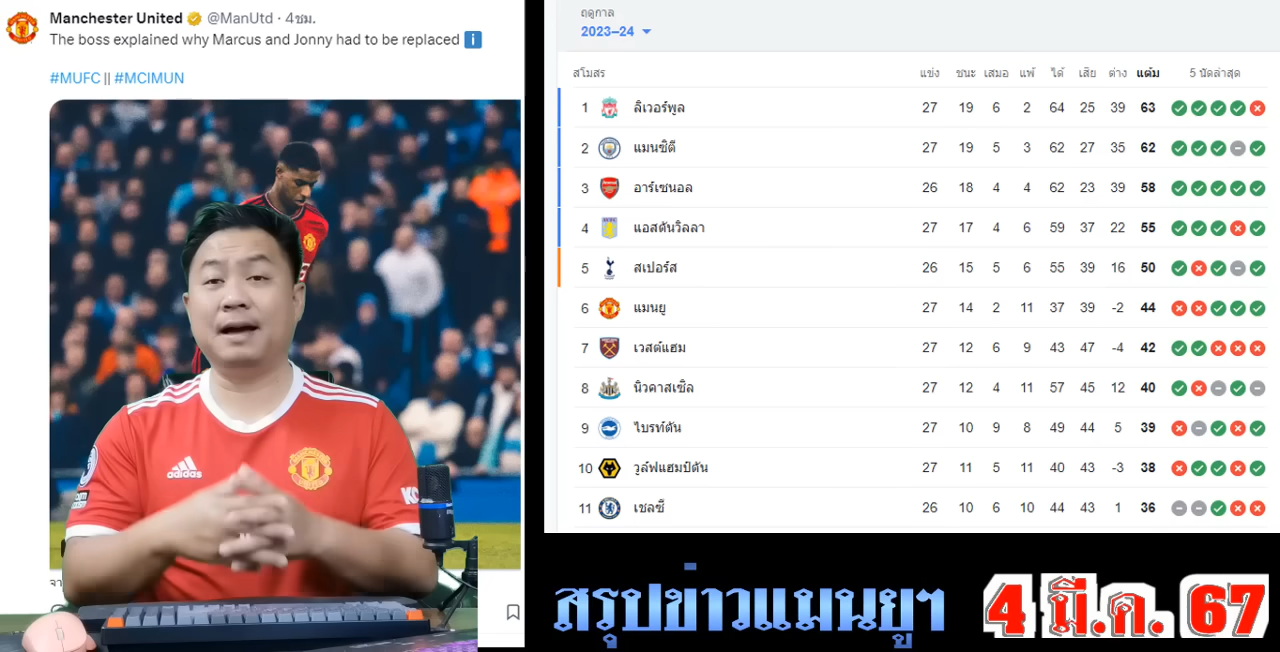 Manchester United @ManUtd · 4ชม.
The boss explained why Marcus and Jonny had to be replaced
#MUFC || #MCIMUN
adidas
ฤดูกาล
2023–24
สโมสร แข่ง ชนะ เสมอ แพ้ ได้ เสีย ต่าง แต้ม 5 นัดล่าสุด
1 ลิเวอร์พูล 27 19 6 2 64 25 39 63
2 แมนซิตี 27 19 5 3 62 27 35 62
3 อาร์เซนอล 26 18 4 4 62 23 39 58
4 แอสตันวิลลา 27 17 4 6 59 37 22 55
5 สเปอร์ส 26 15 5 6 55 39 16 50
6 แมนยู 27 14 2 11 37 39 -2 44
7 เวสต์แฮม 27 12 6 9 43 47 -4 42
8 นิวคาสเซิล 27 12 4 11 57 45 12 40
9 ไบรท์ตัน 27 10 9 8 49 44 5 39
10 วูล์ฟแฮมป์ตัน 27 11 5 11 40 43 -3 38
11 เชลซี 26 10 6 10 44 43 1 36
สรุปข่าวแมนยูฯ 4 มี.ค. 67